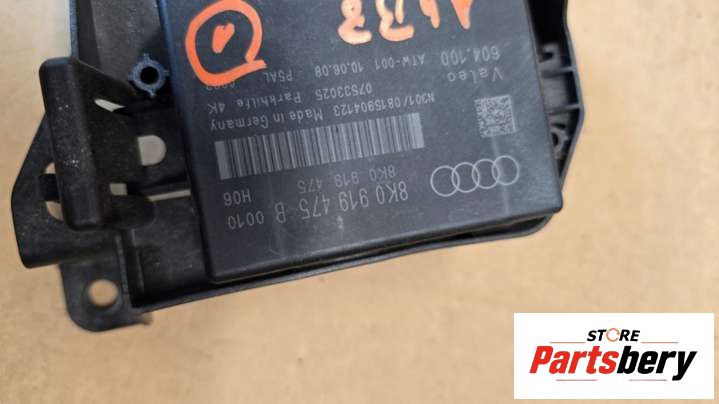 8K0 919 475 B 0010
8K0 919 475 H06
N301/0815904123 Made in Germany
07533025 Parkhilfe 4K
604.100 ATW-001 10.06.08 PSAL
Valeo
STORE
Partsbery